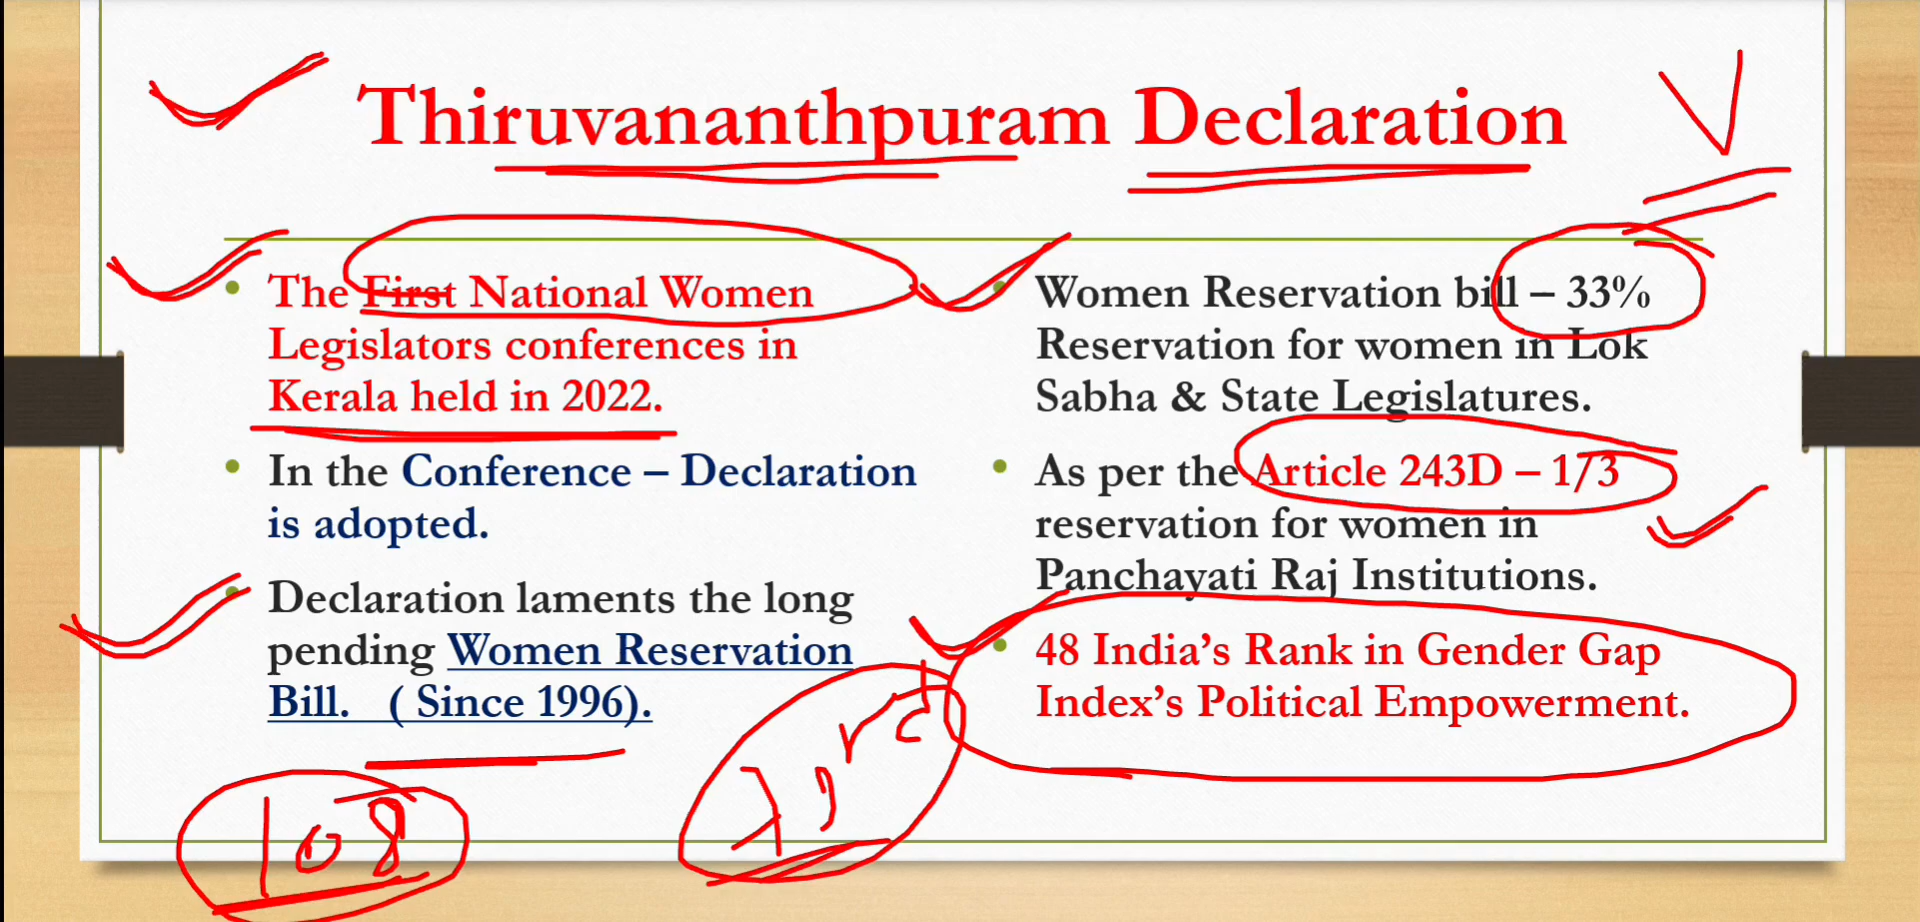 Thiruvananthpuram Declaration
The First National Women
Legislators conferences in
Kerala held in 2022.
In the Conference – Declaration
is adopted.
Declaration laments the long
pending Women Reservation
Bill. ( Since 1996).
108
Women Reservation bill – 33%
Reservation for women in Lok
Sabha & State Legislatures.
As per the Article 243D – 1/3
reservation for women in
Panchayati Raj Institutions.
48 India's Rank in Gender Gap
Index's Political Empowerment.